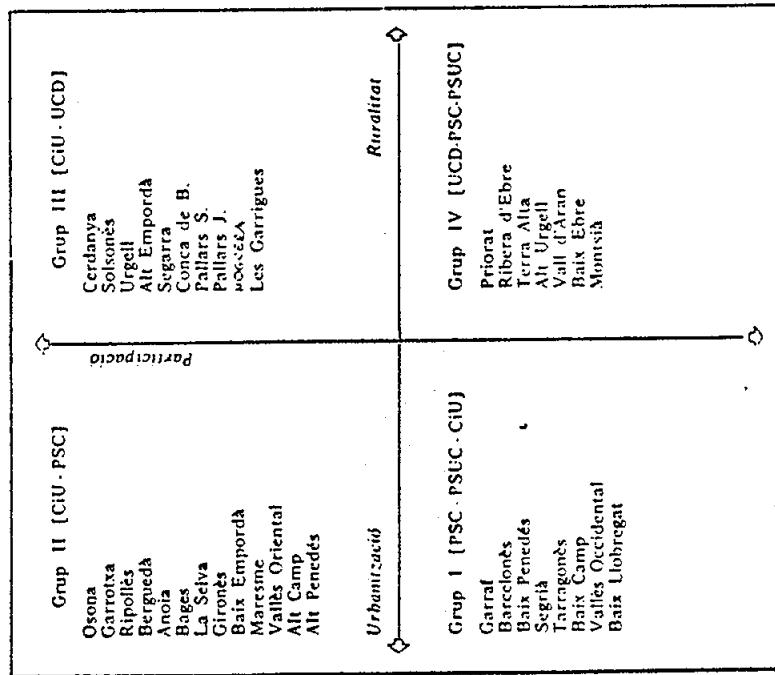 Grup II [CiU - PSC]
Osona
Garrotxa
Ripollès
Berguedà
Anoia
Bages
La Selva
Gironès
Baix Empordà
Maresme
Vallès Oriental
Alt Camp
Alt Penedés
Participació
Grup III [CiU - UCD]
Cerdanya
Solsonès
Urgell
Alt Empordà
Segarra
Conca de B.
Pallars S.
Pallars J.
NOGUERA
Les Garrigues
Urbanització
Ruralitat
Grup I [PSC - PSUC - CiU]
Garraf
Barcelonès
Baix Penedés
Segrià
Tarragonès
Baix Camp
Vallès Occidental
Baix Llobregat
Grup IV [UCD-PSC-PSUC]
Priorat
Ribera d'Ebre
Terra Alta
Alt Urgell
Vall d'Aran
Baix Ebre
Montsià